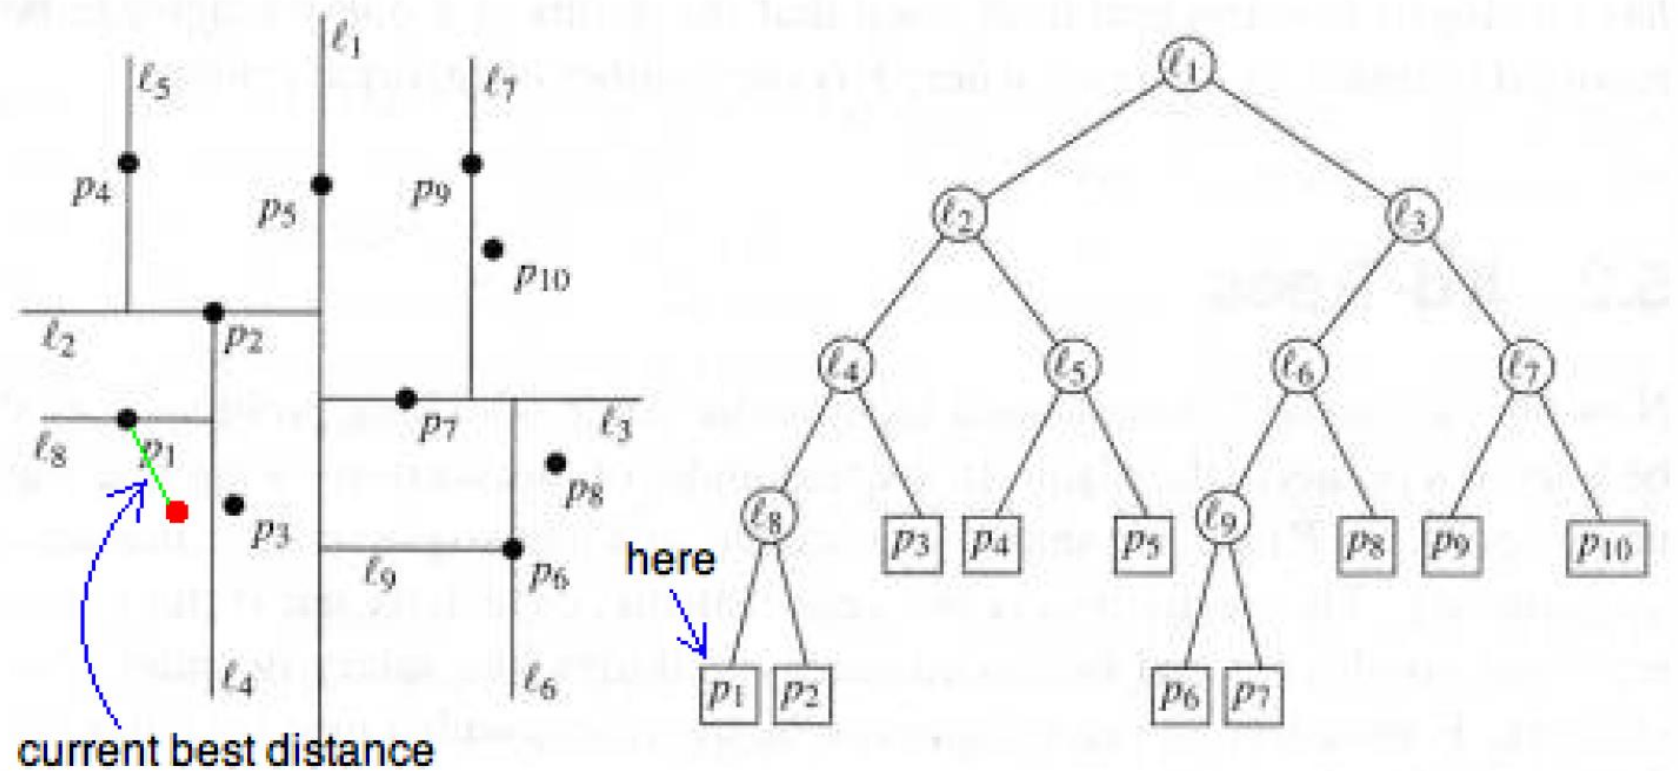 ℓ1
ℓ5
ℓ7
p4
p5
p9
p10
ℓ2
p2
p7
ℓ3
ℓ8
p1
p8
p3
ℓ9
p6
ℓ4
ℓ6
current best distance
ℓ1
ℓ2
ℓ3
ℓ4
ℓ5
ℓ6
ℓ7
ℓ8
p3
p4
p5
ℓ9
p8
p9
p10
here
p1
p2
p6
p7